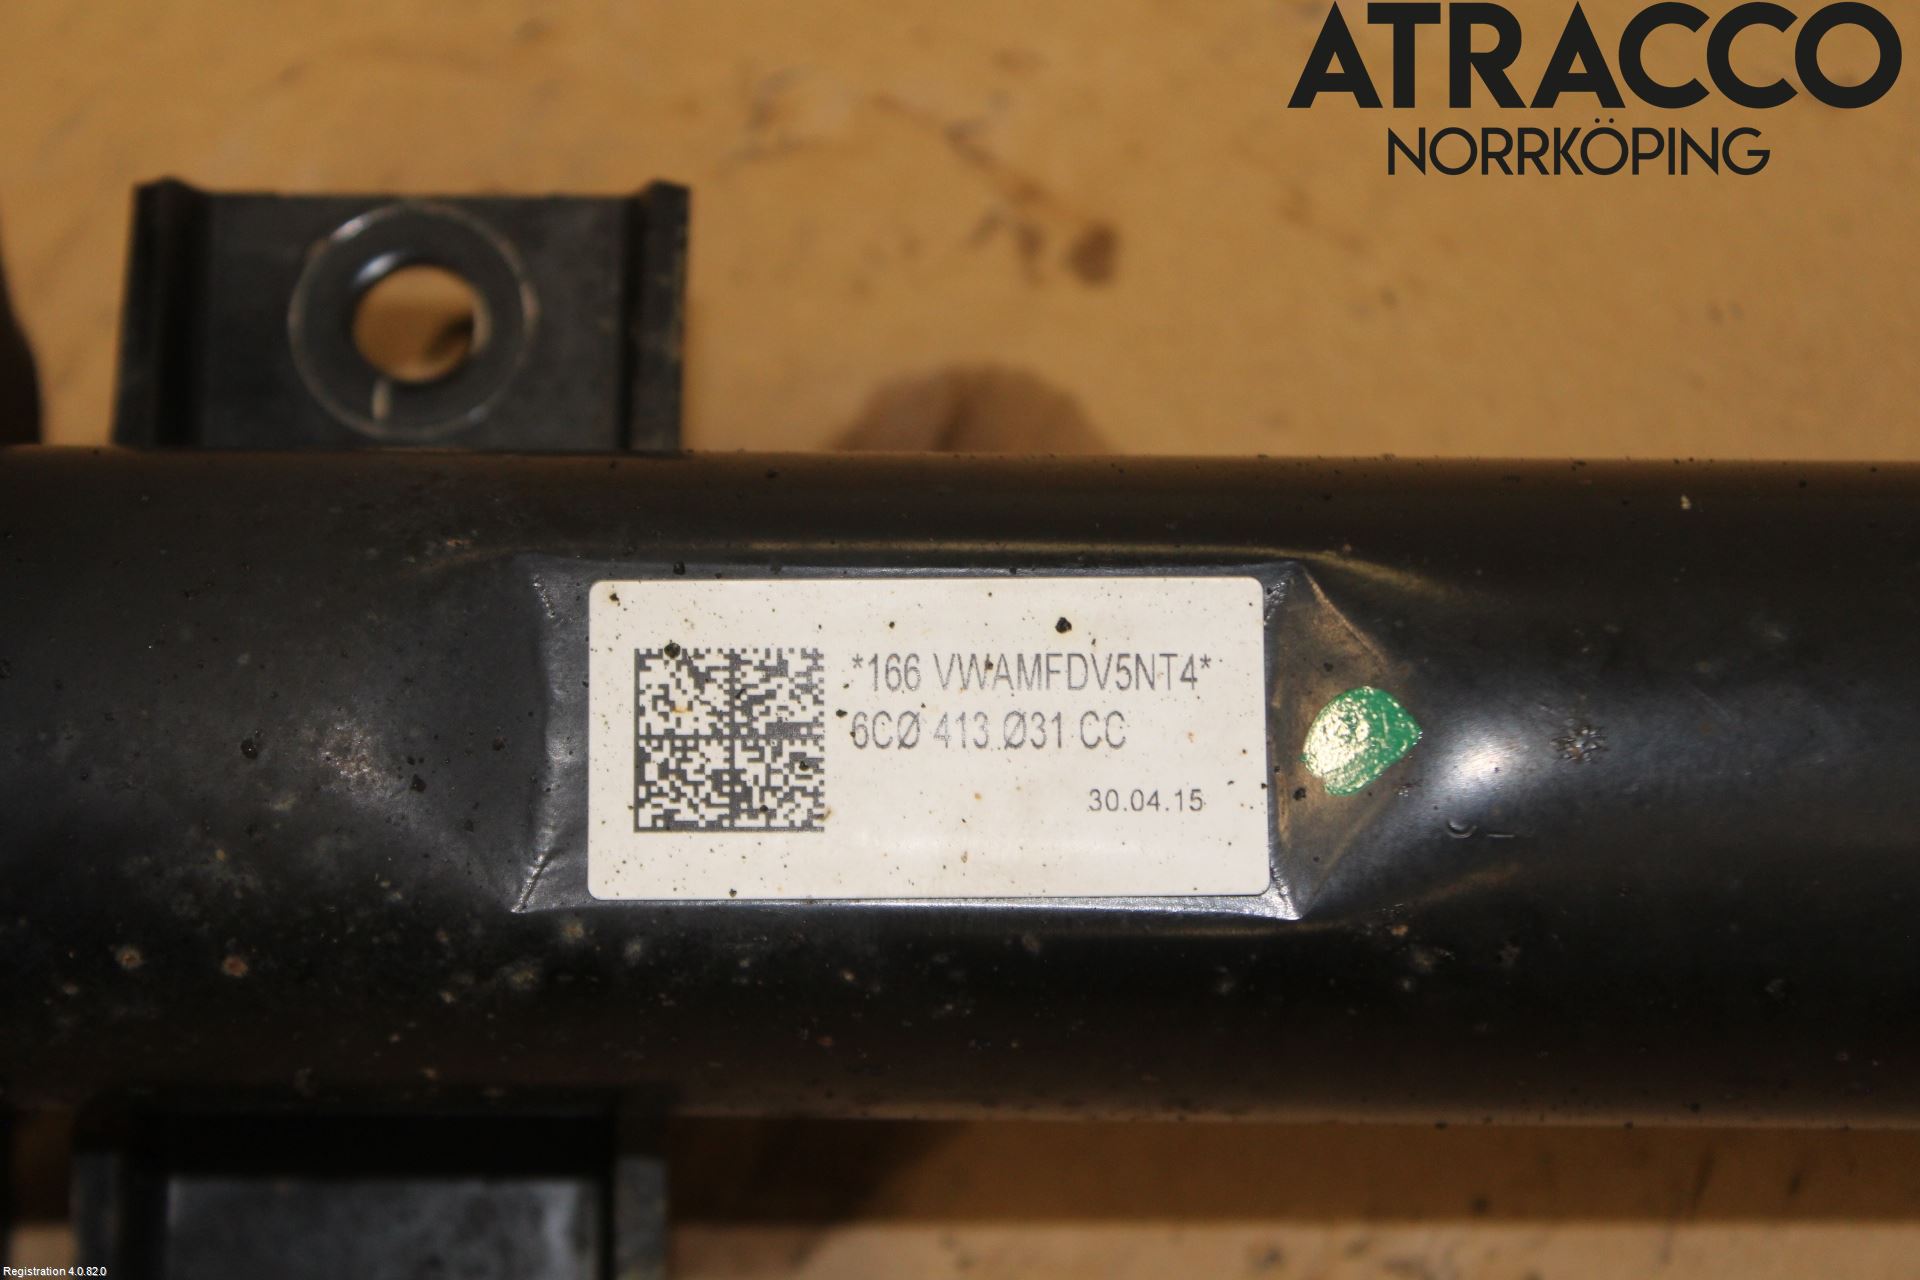 ATRACCO
NORRKÖPING
*166 VWAMFDV5NT4*
6CØ 413 Ø31 CC
30.04.15
Registration 4.0.82.0